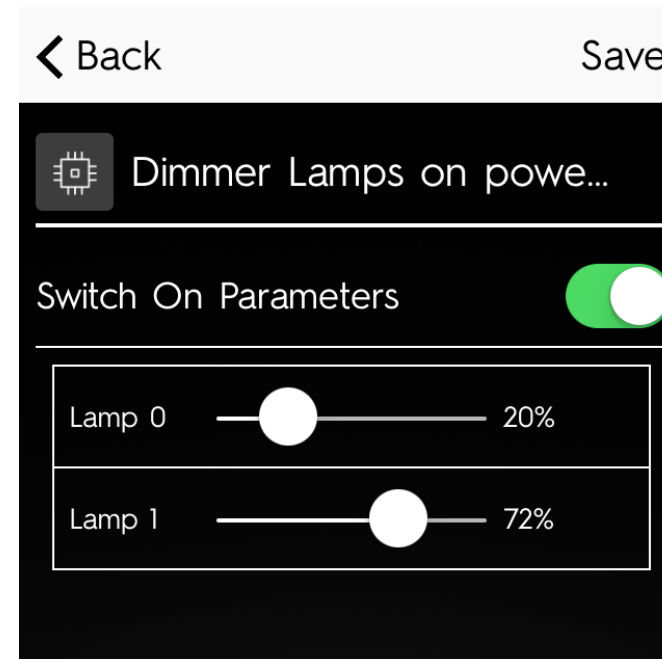 Back Save
Dimmer Lamps on powe...
Switch On Parameters
Lamp 0 20%
Lamp 1 72%